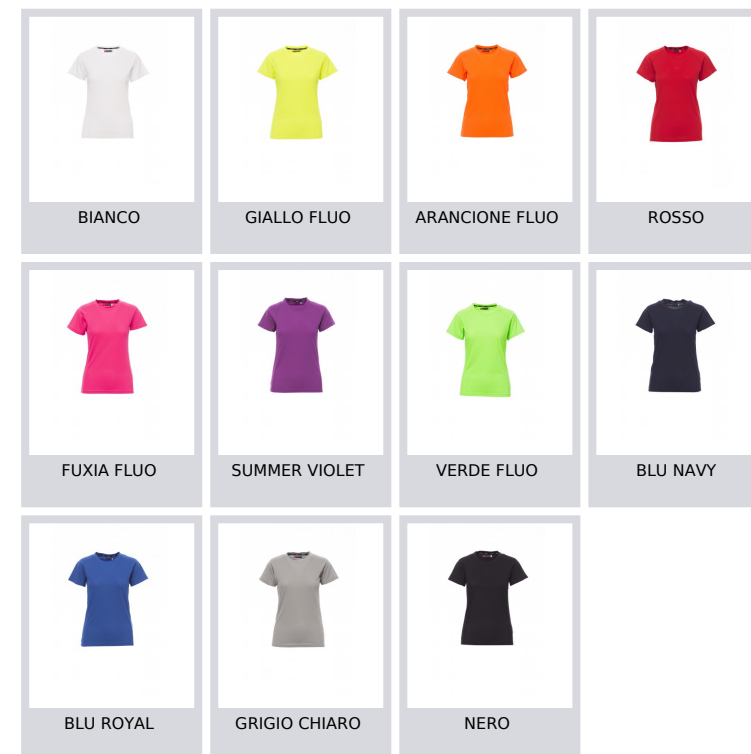 BIANCO
GIALLO FLUO
ARANCIONE FLUO
ROSSO
FUXIA FLUO
SUMMER VIOLET
VERDE FLUO
BLU NAVY
BLU ROYAL
GRIGIO CHIARO
NERO